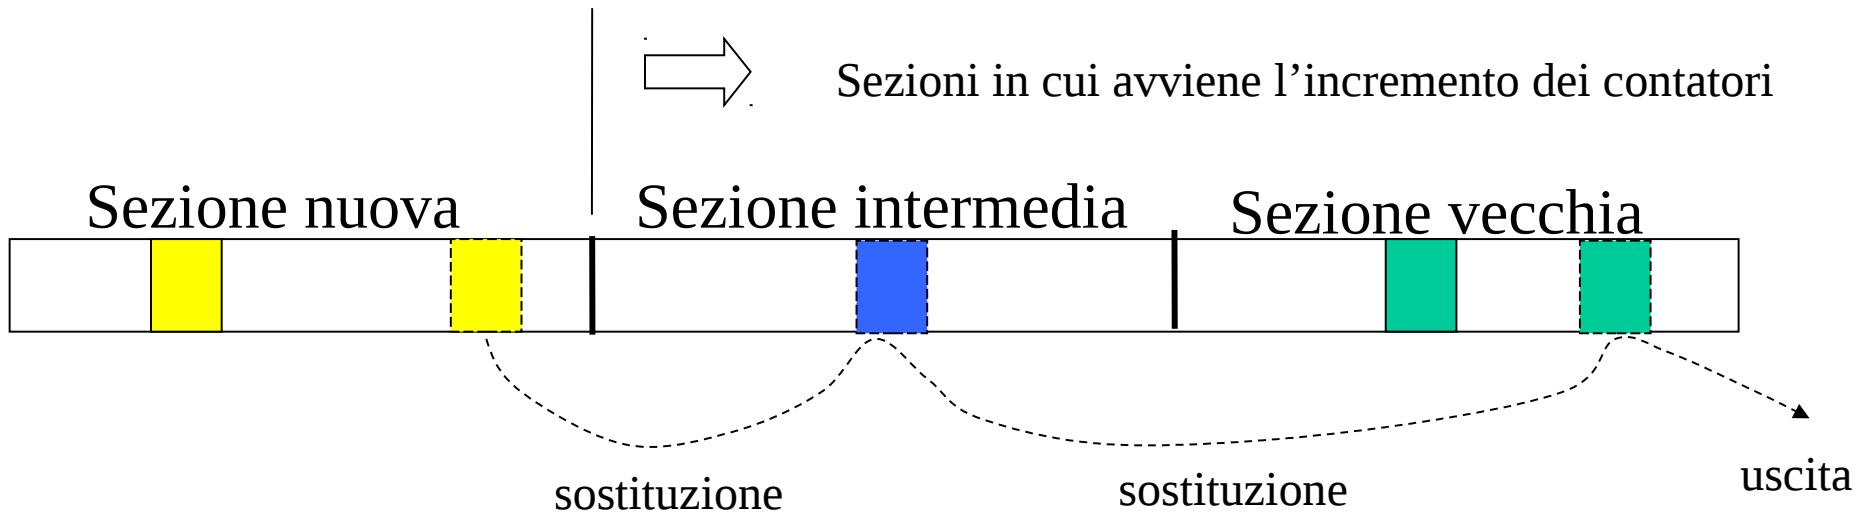 Sezioni in cui avviene l’incremento dei contatori
Sezione nuova
Sezione intermedia
Sezione vecchia
sostituzione
sostituzione
uscita